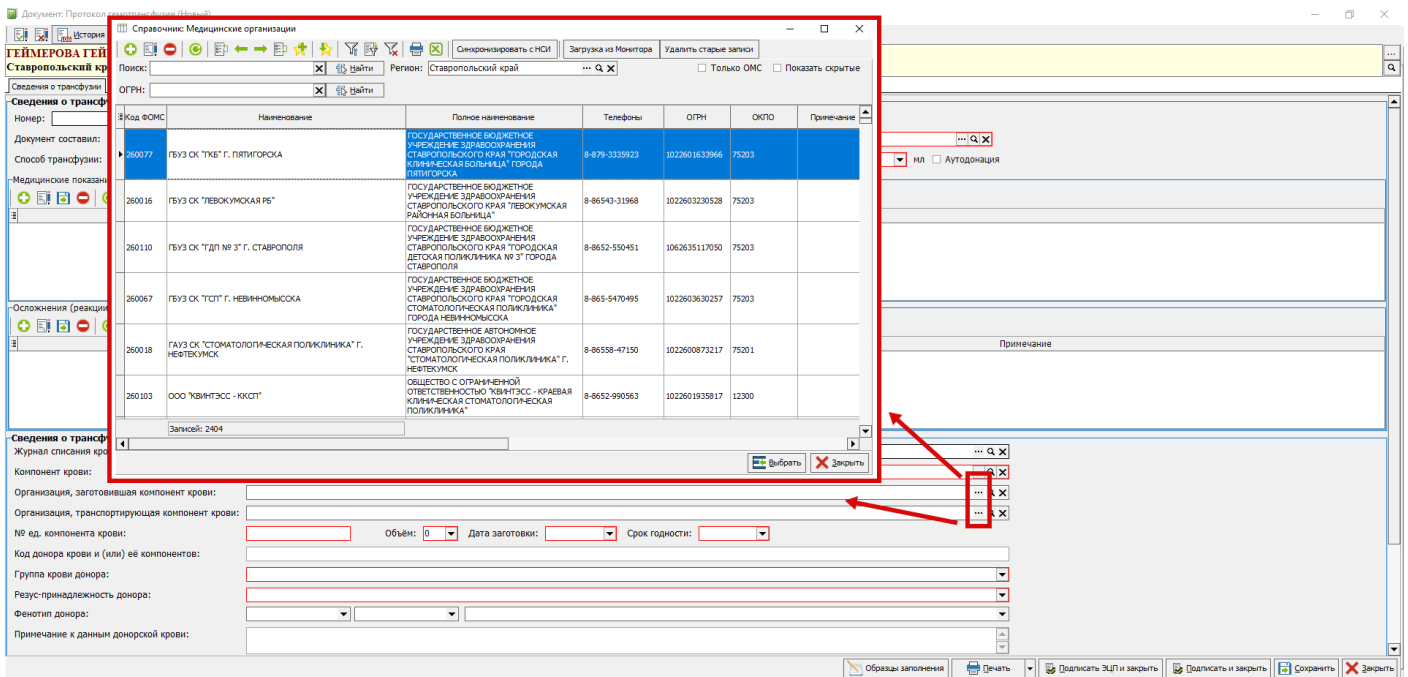 Документ: Протокол гемотрансфузии (Новый)
История
ГЕЙМЕРОВА ГЕЙ
Ставропольский кр
Сведения о трансфузии
Сведения о трансф
Номер:
Документ составил:
Способ трансфузии:
мл Аутодонация
Медицинские показани
Осложнения (реакции
Примечание
Справочник: Медицинские организации
Синхронизировать с НСИ Загрузка из Монитора Удалить старые записи
Поиск: Найти Регион: Ставропольский край Только ОМС Показать скрытые
ОГРН: Найти
Код ФОМС Наименование Полное наименование Телефоны ОГРН ОКПО Примечание
260077 ГБУЗ СК "ГКБ" Г. ПЯТИГОРСКА ГОСУДАРСТВЕННОЕ БЮДЖЕТНОЕ
УЧРЕЖДЕНИЕ ЗДРАВООХРАНЕНИЯ
СТАВРОПОЛЬСКОГО КРАЯ "ГОРОДСКАЯ
КЛИНИЧЕСКАЯ БОЛЬНИЦА" ГОРОДА
ПЯТИГОРСКА
8-879-3335923 1022601633966 75203
260016 ГБУЗ СК "ЛЕВОКУМСКАЯ РБ" ГОСУДАРСТВЕННОЕ БЮДЖЕТНОЕ
УЧРЕЖДЕНИЕ ЗДРАВООХРАНЕНИЯ
СТАВРОПОЛЬСКОГО КРАЯ "ЛЕВОКУМСКАЯ
РАЙОННАЯ БОЛЬНИЦА"
8-86543-31968 1022603230528 75203
260110 ГБУЗ СК "ГДП № 3" Г. СТАВРОПОЛЯ ГОСУДАРСТВЕННОЕ БЮДЖЕТНОЕ
УЧРЕЖДЕНИЕ ЗДРАВООХРАНЕНИЯ
СТАВРОПОЛЬСКОГО КРАЯ "ГОРОДСКАЯ
ДЕТСКАЯ ПОЛИКЛИНИКА № 3" ГОРОДА
СТАВРОПОЛЯ
8-8652-550451 1062635117050 75203
260067 ГБУЗ СК "ГСП" Г. НЕВИННОМЫССКА ГОСУДАРСТВЕННОЕ БЮДЖЕТНОЕ
УЧРЕЖДЕНИЕ ЗДРАВООХРАНЕНИЯ
СТАВРОПОЛЬСКОГО КРАЯ "ГОРОДСКАЯ
СТОМАТОЛОГИЧЕСКАЯ ПОЛИКЛИНИКА"
ГОРОДА НЕВИННОМЫССКА
8-865-5470495 1022603630257 75203
260018 ГАУЗ СК "СТОМАТОЛОГИЧЕСКАЯ ПОЛИКЛИНИКА" Г.
НЕФТЕКУМСК
ГОСУДАРСТВЕННОЕ АВТОНОМНОЕ
УЧРЕЖДЕНИЕ ЗДРАВООХРАНЕНИЯ
СТАВРОПОЛЬСКОГО КРАЯ
"СТОМАТОЛОГИЧЕСКАЯ ПОЛИКЛИНИКА" Г.
НЕФТЕКУМСК
8-86558-47150 1022600873217 75201
260103 ООО "КВИНТЭСС - ККСП" ОБЩЕСТВО С ОГРАНИЧЕННОЙ
ОТВЕТСТВЕННОСТЬЮ "КВИНТЭСС - КРАЕВАЯ
КЛИНИЧЕСКАЯ СТОМАТОЛОГИЧЕСКАЯ
ПОЛИКЛИНИКА"
8-8652-990563 1022601935817 12300
Записей: 2404
Выбрать Закрыть
Сведения о трансф
Журнал списания кро
Компонент крови:
Организация, заготовившая компонент крови:
Организация, транспортирующая компонент крови:
№ ед. компонента крови: Объём: 0 Дата заготовки: Срок годности:
Код донора крови и (или) её компонентов:
Группа крови донора:
Резус-принадлежность донора:
Фенотип донора:
Примечание к данным донорской крови:
Образцы заполнения Печать Подписать ЭЦП и закрыть Подписать и закрыть Сохранить Закрыть